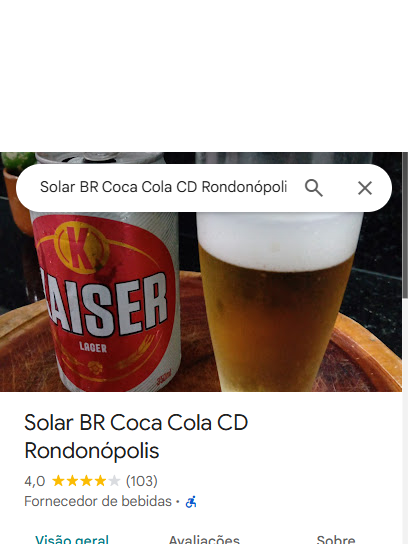 Solar BR Coca Cola CD Rondonópoli
K
KAISER
LAGER
350ml
Solar BR Coca Cola CD
Rondonópolis
4,0 (103)
Fornecedor de bebidas ·
Visão geral Avaliações Sobre